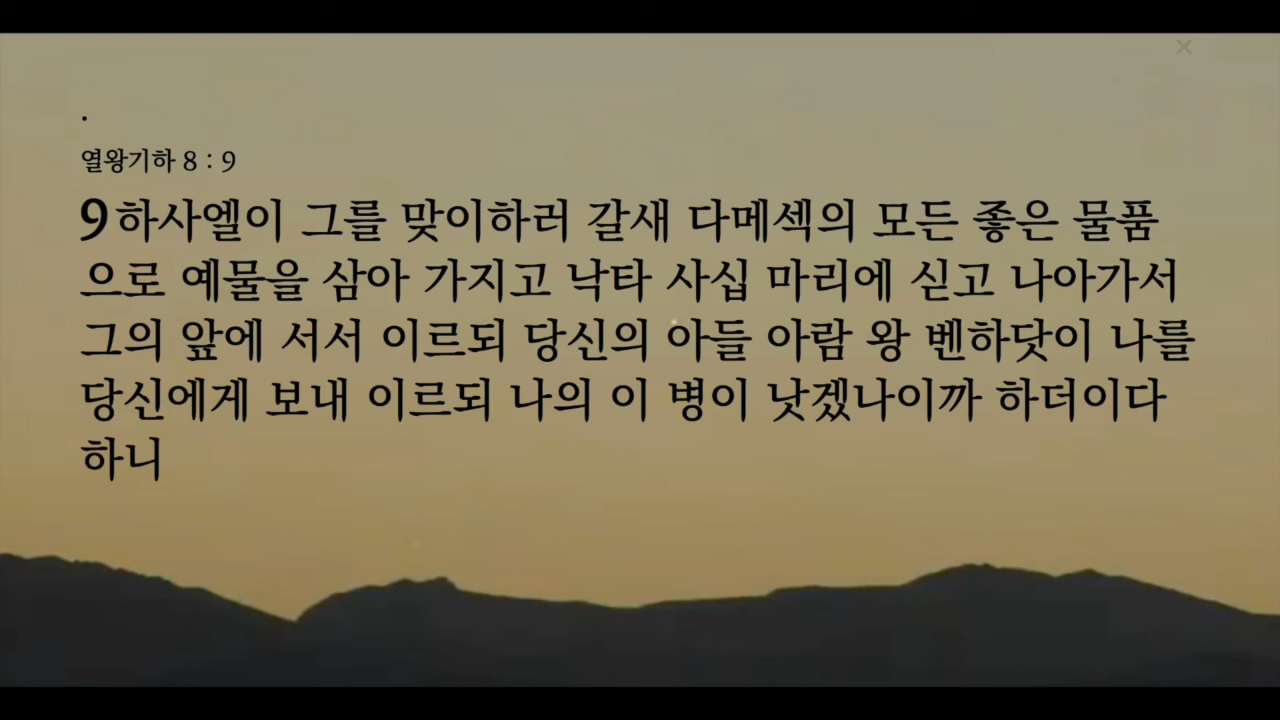 .
열왕기하 8 : 9
9하사엘이 그를 맞이하러 갈새 다메섹의 모든 좋은 물품
으로 예물을 삼아 가지고 낙타 사십 마리에 싣고 나아가서
그의 앞에 서서 이르되 당신의 아들 아람 왕 벤하닷이 나를
당신에게 보내 이르되 나의 이 병이 낫겠나이까 하더이다
하니